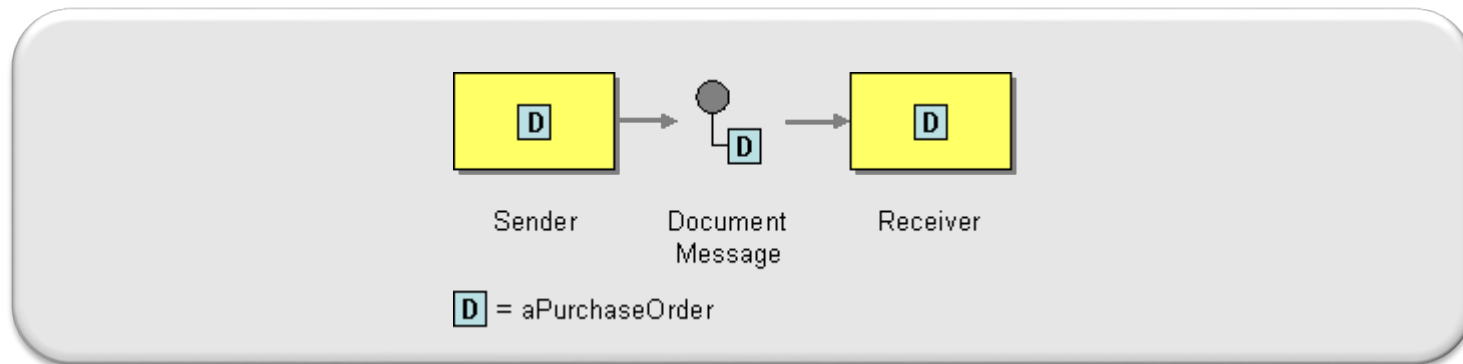 D
D
D
Sender
Document
Message
Receiver
D = aPurchaseOrder